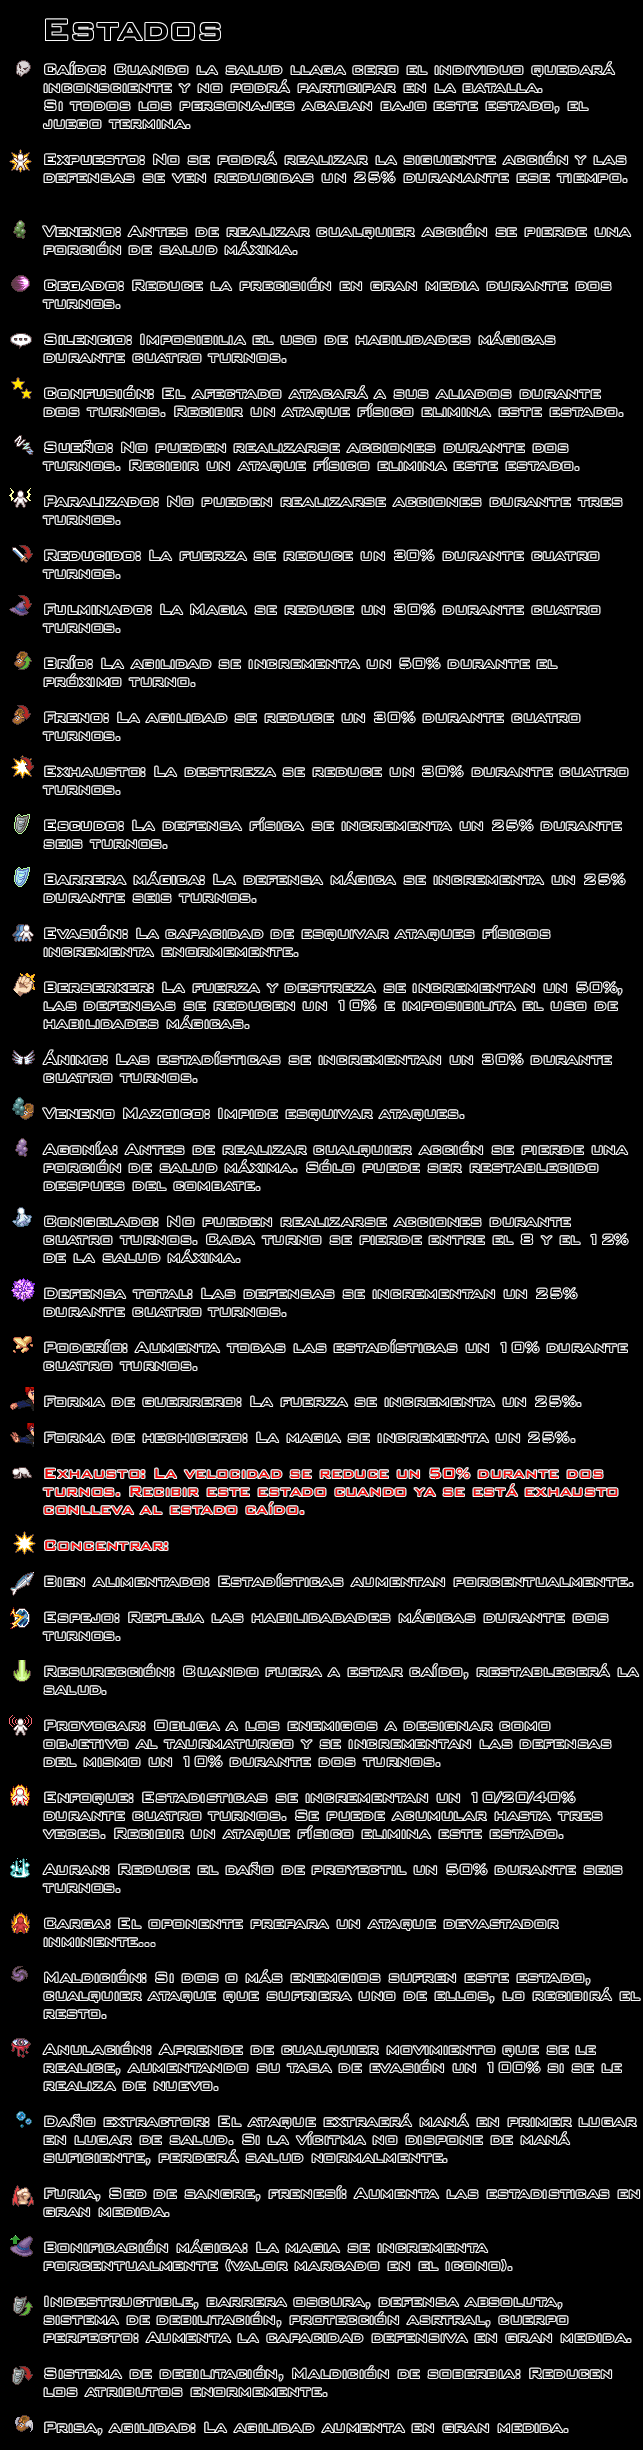 Estados
Caído: Cuando la salud llaga cero el individuo quedará
inconsciente y no podrá participar en la batalla.
Si todos los personajes acaban bajo este estado, el
juego termina.
Expuesto: No se podrá realizar la siguiente acción y las
defensas se ven reducidas un 25% duranante ese tiempo.
Veneno: Antes de realizar cualquier acción se pierde una
porción de salud máxima.
Cegado: Reduce la precisión en gran media durante dos
turnos.
Silencio: Imposibilia el uso de habilidades mágicas
durante cuatro turnos.
Confusión: El afectado atacará a sus aliados durante
dos turnos. Recibir un ataque físico elimina este estado.
Sueño: No pueden realizarse acciones durante dos
turnos. Recibir un ataque físico elimina este estado.
Paralizado: No pueden realizarse acciones durante tres
turnos.
Reducido: La fuerza se reduce un 30% durante cuatro
turnos.
Fulminado: La Magia se reduce un 30% durante cuatro
turnos.
Brío: La agilidad se incrementa un 50% durante el
próximo turno.
Freno: La agilidad se reduce un 30% durante cuatro
turnos.
Exhausto: La destreza se reduce un 30% durante cuatro
turnos.
Escudo: La defensa física se incrementa un 25% durante
seis turnos.
Barrera mágica: La defensa mágica se incrementa un 25%
durante seis turnos.
Evasión: La capacidad de esquivar ataques físicos
incrementa enormemente.
Berserker: La fuerza y destreza se incrementan un 50%,
las defensas se reducen un 10% e imposibilita el uso de
habilidades mágicas.
Ánimo: Las estadísticas se incrementan un 30% durante
cuatro turnos.
Veneno Mazoico: Impide esquivar ataques.
Agonía: Antes de realizar cualquier acción se pierde una
porción de salud máxima. Sólo puede ser restablecido
despues del combate.
Congelado: No pueden realizarse acciones durante
cuatro turnos. Cada turno se pierde entre el 8 y el 12%
de la salud máxima.
Defensa total: Las defensas se incrementan un 25%
durante cuatro turnos.
Poderío: Aumenta todas las estadísticas un 10% durante
cuatro turnos.
Forma de guerrero: La fuerza se incrementa un 25%.
Forma de hechicero: La magia se incrementa un 25%.
Exhausto: La velocidad se reduce un 50% durante dos
turnos. Recibir este estado cuando ya se está exhausto
conlleva al estado caído.
Concentrar:
Bien alimentado: Estadísticas aumentan porcentualmente.
Espejo: Refleja las habilidadades mágicas durante dos
turnos.
Resurección: Cuando fuera a estar caído, restablecerá la
salud.
Provocar: Obliga a los enemigos a designar como
objetivo al taurmaturgo y se incrementan las defensas
del mismo un 10% durante dos turnos.
Enfoque: Estadisticas se incrementan un 10/20/40%
durante cuatro turnos. Se puede acumular hasta tres
veces. Recibir un ataque físico elimina este estado.
Auran: Reduce el daño de proyectil un 50% durante seis
turnos.
Carga: El oponente prepara un ataque devastador
inminente...
Maldición: Si dos o más enemgios sufren este estado,
cualquier ataque que sufriera uno de ellos, lo recibirá el
resto.
Anulación: Aprende de cualquier movimiento que se le
realice, aumentando su tasa de evasión un 100% si se le
realiza de nuevo.
Daño extractor: El ataque extraerá maná en primer lugar
en lugar de salud. Si la vícitma no dispone de maná
suficiente, perderá salud normalmente.
Furia, Sed de sangre, frenesí: Aumenta las estadisticas en
gran medida.
Bonificación mágica: La magia se incrementa
porcentualmente (valor marcado en el icono).
Indestructible, barrera oscura, defensa absoluta,
sistema de debilitación, protección asrtral, cuerpo
perfecto: Aumenta la capacidad defensiva en gran medida.
Sistema de debilitación, Maldición de soberbia: Reducen
los atributos enormemente.
Prisa, agilidad: La agilidad aumenta en gran medida.